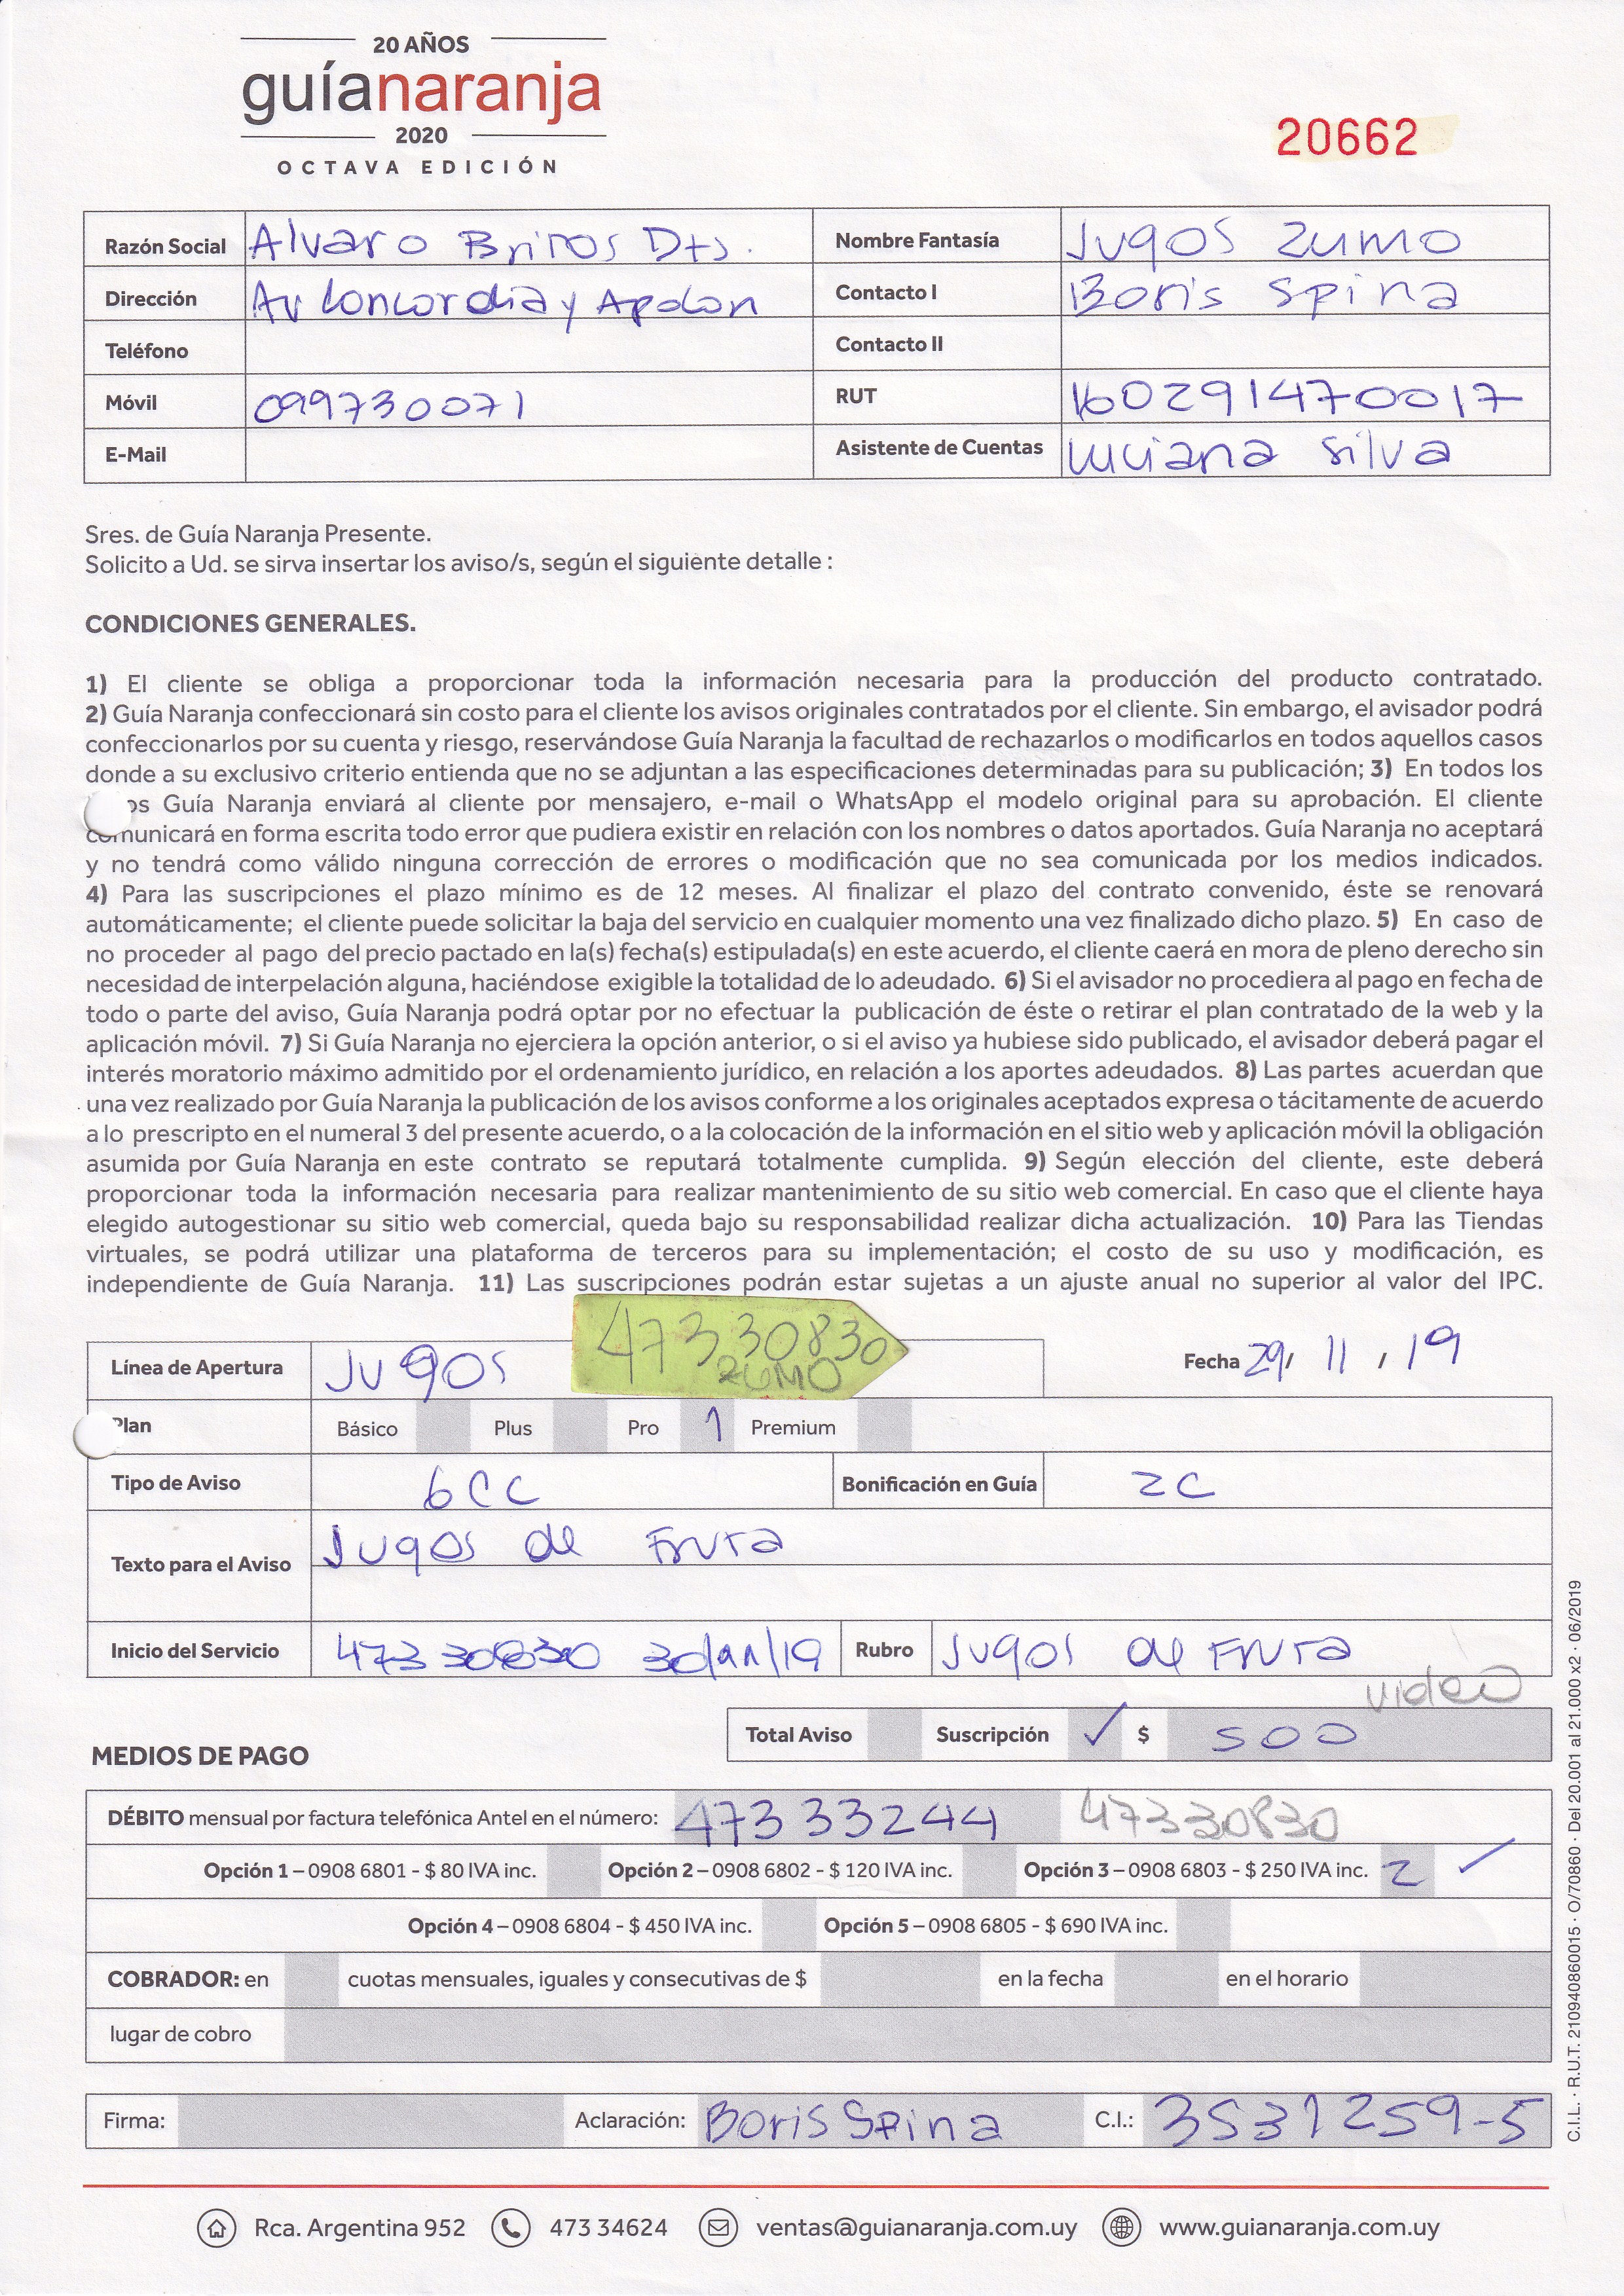 20 AÑOS
guíanaranja
2020
OCTAVA EDICIÓN
20662
Razón Social Alvaro Brinos Dts. Nombre Fantasía Jugos Zumo
Dirección Av Concordia y Apolon Contacto I Boris Spina
Teléfono Contacto II
Móvil 099730071 RUT 160291470017
E-Mail Asistente de Cuentas Luciana Silva
Sres. de Guía Naranja Presente.
Solicito a Ud. se sirva insertar los aviso/s, según el siguiente detalle :
CONDICIONES GENERALES.
1) El cliente se obliga a proporcionar toda la información necesaria para la producción del producto contratado.
2) Guía Naranja confeccionará sin costo para el cliente los avisos originales contratados por el cliente. Sin embargo, el avisador podrá
confeccionarlos por su cuenta y riesgo, reservándose Guía Naranja la facultad de rechazarlos o modificarlos en todos aquellos casos
donde a su exclusivo criterio entienda que no se adjuntan a las especificaciones determinadas para su publicación; 3) En todos los
os Guía Naranja enviará al cliente por mensajero, e-mail o WhatsApp el modelo original para su aprobación. El cliente
comunicará en forma escrita todo error que pudiera existir en relación con los nombres o datos aportados. Guía Naranja no aceptará
y no tendrá como válido ninguna corrección de errores o modificación que no sea comunicada por los medios indicados.
4) Para las suscripciones el plazo mínimo es de 12 meses. Al finalizar el plazo del contrato convenido, éste se renovará
automáticamente; el cliente puede solicitar la baja del servicio en cualquier momento una vez finalizado dicho plazo. 5) En caso de
no proceder al pago del precio pactado en la(s) fecha(s) estipulada(s) en este acuerdo, el cliente caerá en mora de pleno derecho sin
necesidad de interpelación alguna, haciéndose exigible la totalidad de lo adeudado. 6) Si el avisador no procediera al pago en fecha de
todo o parte del aviso, Guía Naranja podrá optar por no efectuar la publicación de éste o retirar el plan contratado de la web y la
aplicación móvil. 7) Si Guía Naranja no ejerciera la opción anterior, o si el aviso ya hubiese sido publicado, el avisador deberá pagar el
interés moratorio máximo admitido por el ordenamiento jurídico, en relación a los aportes adeudados. 8) Las partes acuerdan que
una vez realizado por Guía Naranja la publicación de los avisos conforme a los originales aceptados expresa o tácitamente de acuerdo
a lo prescripto en el numeral 3 del presente acuerdo, o a la colocación de la información en el sitio web y aplicación móvil la obligación
asumida por Guía Naranja en este contrato se reputará totalmente cumplida. 9) Según elección del cliente, este deberá
proporcionar toda la información necesaria para realizar mantenimiento de su sitio web comercial. En caso que el cliente haya
elegido autogestionar su sitio web comercial, queda bajo su responsabilidad realizar dicha actualización. 10) Para las Tiendas
virtuales, se podrá utilizar una plataforma de terceros para su implementación; el costo de su uso y modificación, es
independiente de Guía Naranja. 11) Las suscripciones podrán estar sujetas a un ajuste anual no superior al valor del IPC.
47330830
ZUMO
Línea de Apertura Jugos Fecha 29/ 11 / 19
Plan Básico Plus Pro 1 Premium
Tipo de Aviso 6CC Bonificación en Guía 2C
Texto para el Aviso Jugos de Fruta
Inicio del Servicio 473 30830 30/11/19 Rubro Jugos de Fruta
video
Total Aviso Suscripción ✓ $ 500
MEDIOS DE PAGO
DÉBITO mensual por factura telefónica Antel en el número: 473 33244 47330830
Opción 1 – 0908 6801 - $ 80 IVA inc. Opción 2 – 0908 6802 - $ 120 IVA inc. Opción 3 – 0908 6803 - $ 250 IVA inc. 2 ✓
Opción 4 – 0908 6804 - $ 450 IVA inc. Opción 5 – 0908 6805 - $ 690 IVA inc.
COBRADOR: en cuotas mensuales, iguales y consecutivas de $ en la fecha en el horario
lugar de cobro
Firma: Aclaración: Boris Spina C.I.: 3531259-5
Rca. Argentina 952 473 34624 ventas@guianaranja.com.uy www.guianaranja.com.uy
C.I.L. · R.U.T. 210940860015 · O/70860 · Del 20.001 al 21.000 x2 · 06/2019